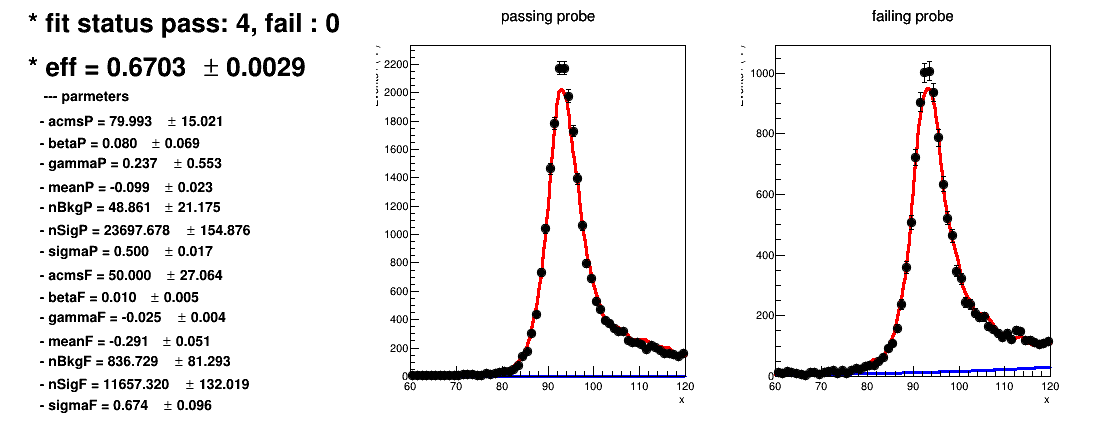 * fit status pass: 4, fail : 0
* eff = 0.6703 ± 0.0029
--- parmeters
- acmsP = 79.993 ± 15.021
- betaP = 0.080 ± 0.069
- gammaP = 0.237 ± 0.553
- meanP = -0.099 ± 0.023
- nBkgP = 48.861 ± 21.175
- nSigP = 23697.678 ± 154.876
- sigmaP = 0.500 ± 0.017
- acmsF = 50.000 ± 27.064
- betaF = 0.010 ± 0.005
- gammaF = -0.025 ± 0.004
- meanF = -0.291 ± 0.051
- nBkgF = 836.729 ± 81.293
- nSigF = 11657.320 ± 132.019
- sigmaF = 0.674 ± 0.096
passing probe
2200
2000
1800
1600
1400
1200
1000
800
600
400
200
0
60 70 80 90 100 110 120
x
failing probe
1000
800
600
400
200
0
60 70 80 90 100 110 120
x